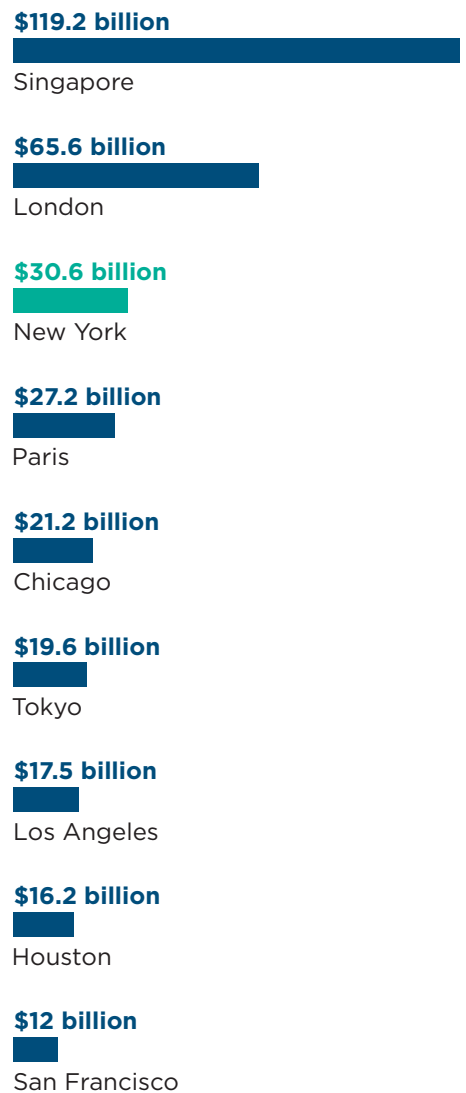 $119.2 billion
Singapore
$65.6 billion
London
$30.6 billion
New York
$27.2 billion
Paris
$21.2 billion
Chicago
$19.6 billion
Tokyo
$17.5 billion
Los Angeles
$16.2 billion
Houston
$12 billion
San Francisco